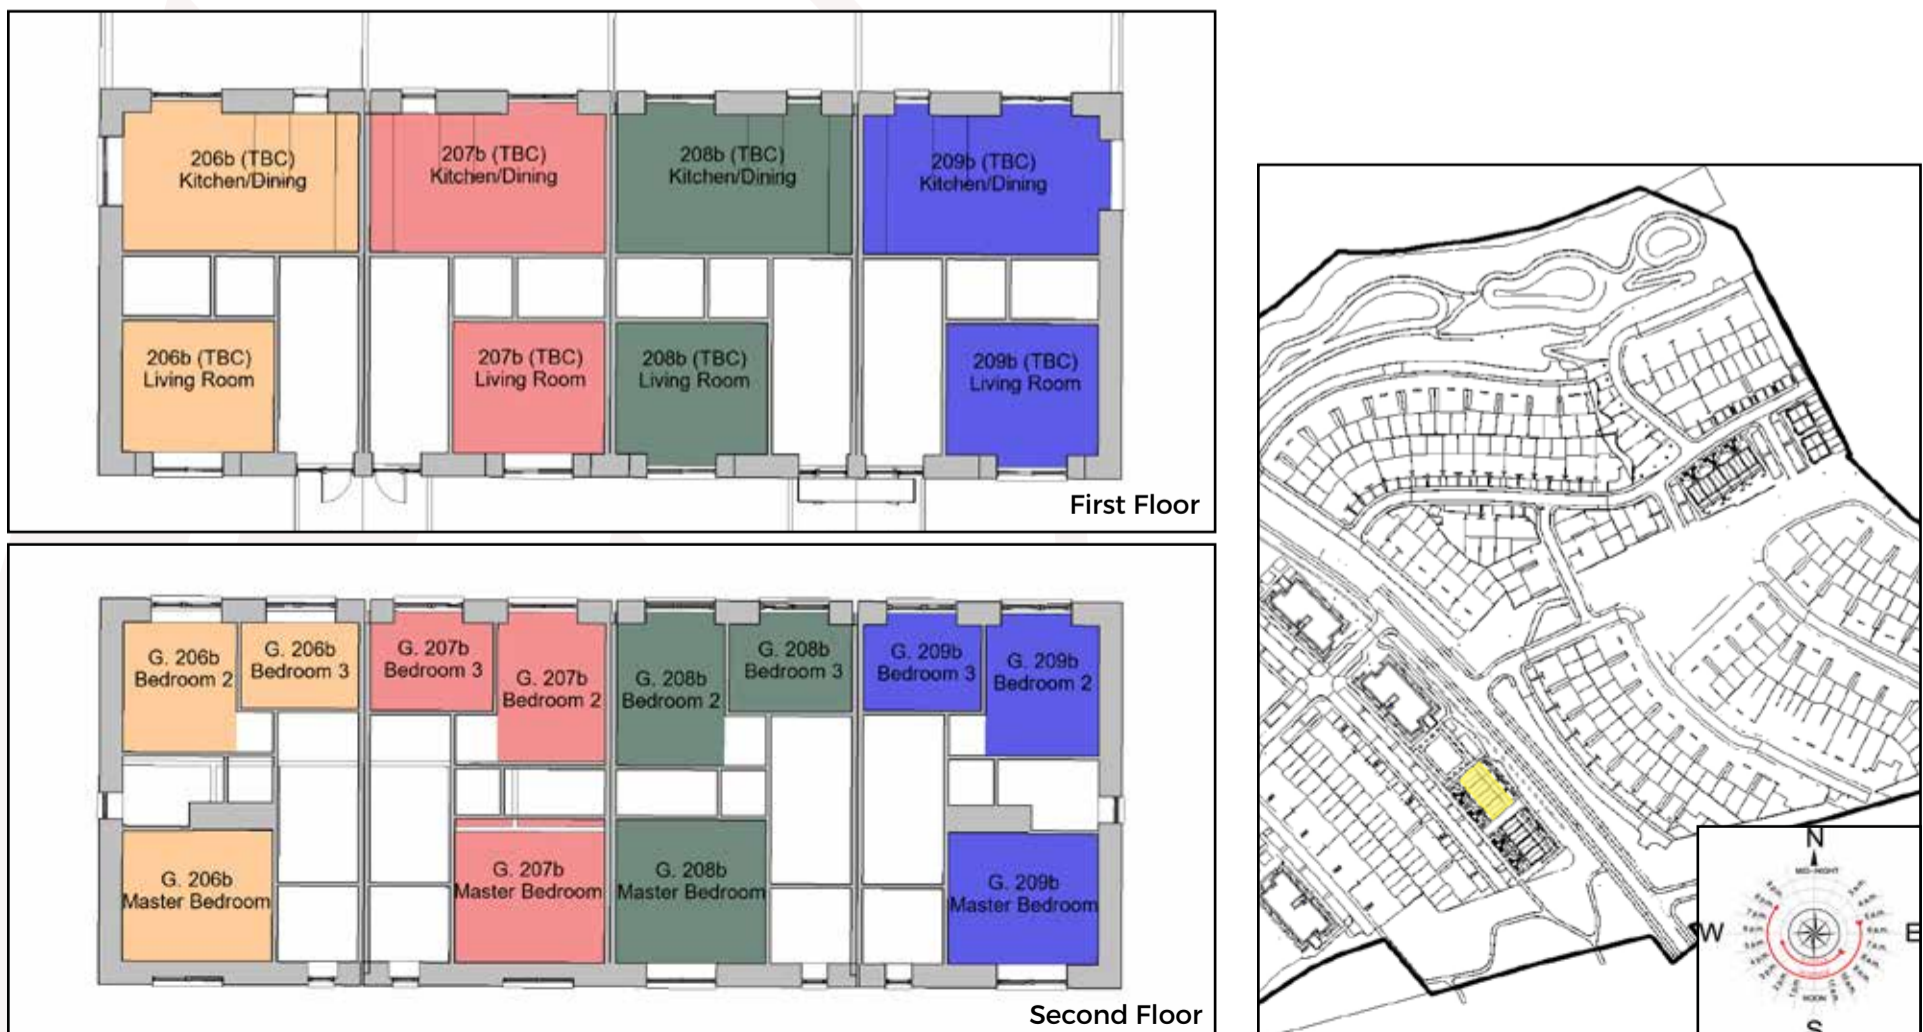 206b (TBC)
Kitchen/Dining
207b (TBC)
Kitchen/Dining
208b (TBC)
Kitchen/Dining
209b (TBC)
Kitchen/Dining
206b (TBC)
Living Room
207b (TBC)
Living Room
208b (TBC)
Living Room
209b (TBC)
Living Room
First Floor
G. 206b
Bedroom 2
G. 206b
Bedroom 3
G. 207b
Bedroom 3
G. 207b
Bedroom 2
G. 208b
Bedroom 2
G. 208b
Bedroom 3
G. 209b
Bedroom 3
G. 209b
Bedroom 2
G. 206b
Master Bedroom
G. 207b
Master Bedroom
G. 208b
Master Bedroom
G. 209b
Master Bedroom
Second Floor
N
MID-NIGHT
W
E
NOON
S